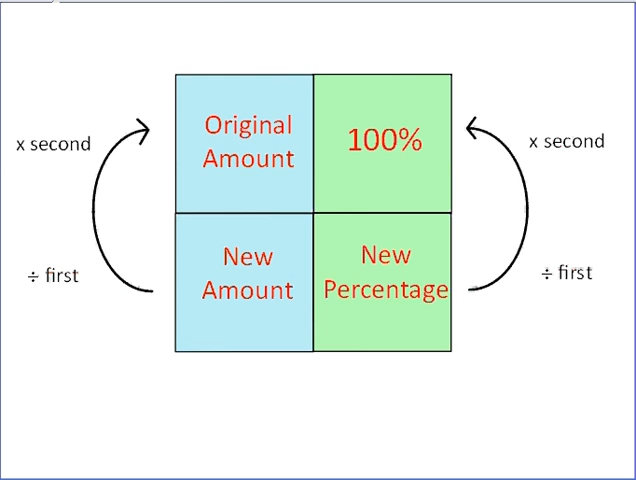 Original
Amount
100%
x second
x second
New
Amount
New
Percentage
÷ first
÷ first